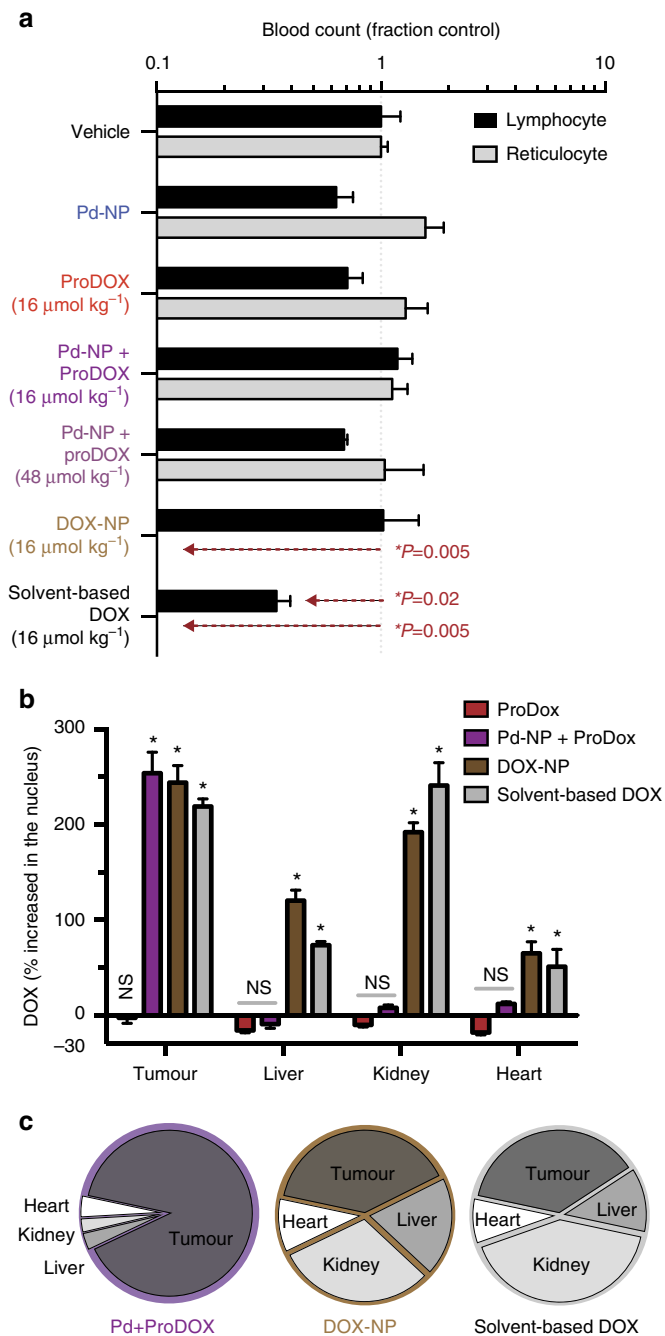 a
Blood count (fraction control)
0.1 1 10
Lymphocyte
Reticulocyte
Vehicle
Pd-NP
ProDOX
(16 μmol kg⁻¹)
Pd-NP +
ProDOX
(16 μmol kg⁻¹)
Pd-NP +
proDOX
(48 μmol kg⁻¹)
DOX-NP
(16 μmol kg⁻¹)
*P=0.005
Solvent-based
DOX
(16 μmol kg⁻¹)
*P=0.02
*P=0.005
b
DOX (% increased in the nucleus)
300
200
100
0
–30
ProDox
Pd-NP + ProDox
DOX-NP
Solvent-based DOX
NS * * *
NS * *
NS * *
NS * *
Tumour Liver Kidney Heart
c
Heart
Kidney
Liver
Tumour
Pd+ProDOX
Tumour
Heart
Liver
Kidney
DOX-NP
Tumour
Liver
Heart
Kidney
Solvent-based DOX